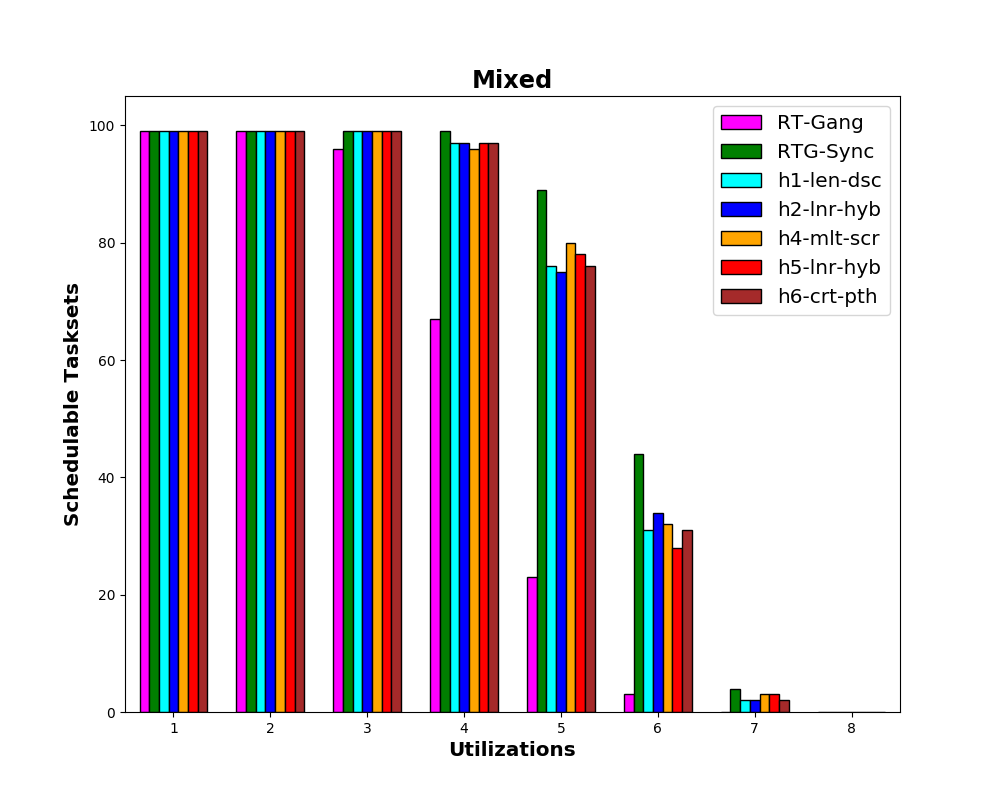 Mixed
RT-Gang
RTG-Sync
h1-len-dsc
h2-lnr-hyb
h4-mlt-scr
h5-lnr-hyb
h6-crt-pth
100
80
60
40
20
0
Schedulable Tasksets
1 2 3 4 5 6 7 8
Utilizations